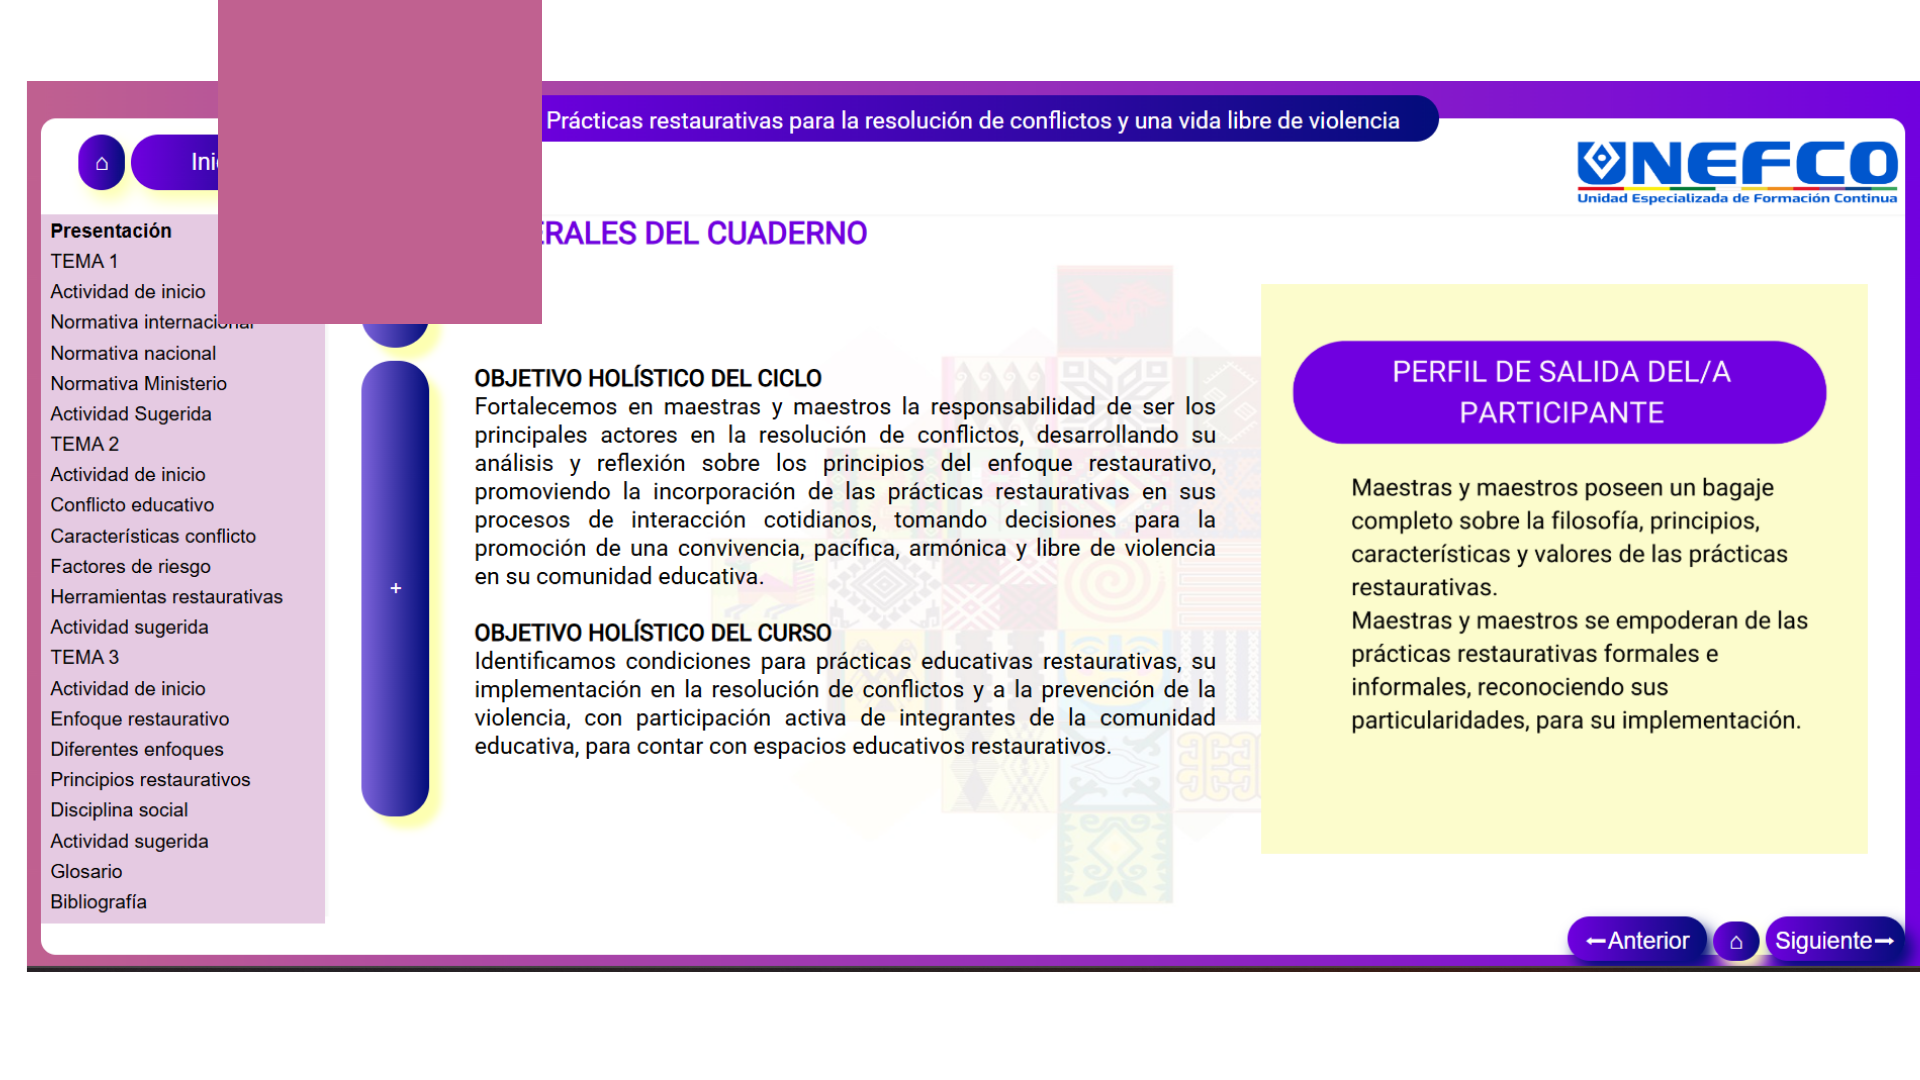 Prácticas restaurativas para la resolución de conflictos y una vida libre de violencia
UNEFCO
Unidad Especializada de Formación Continua
DEL CUADERNO
Presentación
TEMA 1
Actividad de inicio
Normativa internacional
Normativa nacional
Normativa Ministerio
Actividad Sugerida
TEMA 2
Actividad de inicio
Conflicto educativo
Características conflicto
Factores de riesgo
Herramientas restaurativas
Actividad sugerida
TEMA 3
Actividad de inicio
Enfoque restaurativo
Diferentes enfoques
Principios restaurativos
Disciplina social
Actividad sugerida
Glosario
Bibliografía
+
OBJETIVO HOLÍSTICO DEL CICLO
Fortalecemos en maestras y maestros la responsabilidad de ser los
principales actores en la resolución de conflictos, desarrollando su
análisis y reflexión sobre los principios del enfoque restaurativo,
promoviendo la incorporación de las prácticas restaurativas en sus
procesos de interacción cotidianos, tomando decisiones para la
promoción de una convivencia, pacífica, armónica y libre de violencia
en su comunidad educativa.
OBJETIVO HOLÍSTICO DEL CURSO
Identificamos condiciones para prácticas educativas restaurativas, su
implementación en la resolución de conflictos y a la prevención de la
violencia, con participación activa de integrantes de la comunidad
educativa, para contar con espacios educativos restaurativos.
PERFIL DE SALIDA DEL/A
PARTICIPANTE
Maestras y maestros poseen un bagaje
completo sobre la filosofía, principios,
características y valores de las prácticas
restaurativas.
Maestras y maestros se empoderan de las
prácticas restaurativas formales e
informales, reconociendo sus
particularidades, para su implementación.
←Anterior
Siguiente→